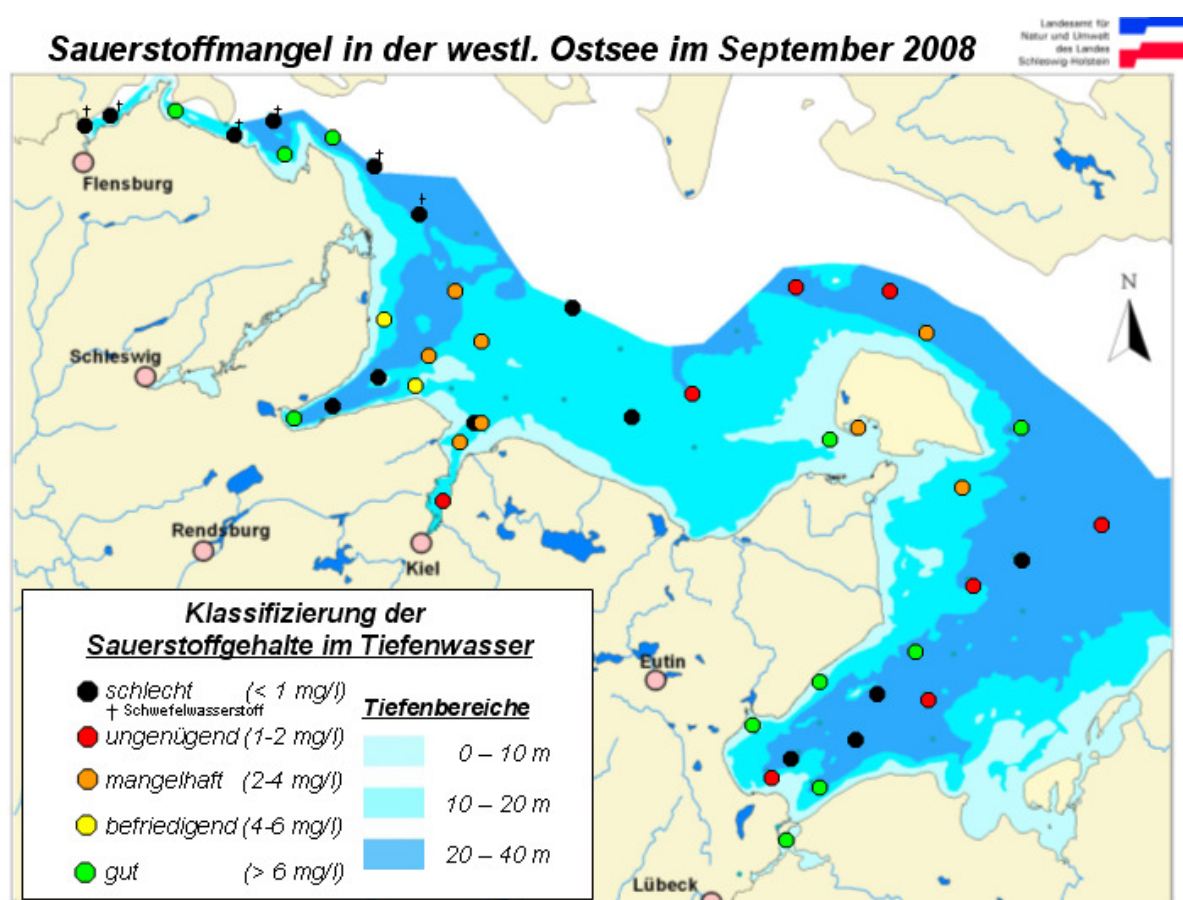 Sauerstoffmangel in der westl. Ostsee im September 2008
Landesamt für
Natur und Umwelt
des Landes
Schleswig-Holstein
Flensburg
N
Schleswig
Rendsburg
Kiel
Eutin
Lübeck
Klassifizierung der
Sauerstoffgehalte im Tiefenwasser
schlecht (< 1 mg/l)
† Schwefelwasserstoff
ungenügend (1-2 mg/l)
mangelhaft (2-4 mg/l)
befriedigend (4-6 mg/l)
gut (> 6 mg/l)
Tiefenbereiche
0 – 10 m
10 – 20 m
20 – 40 m